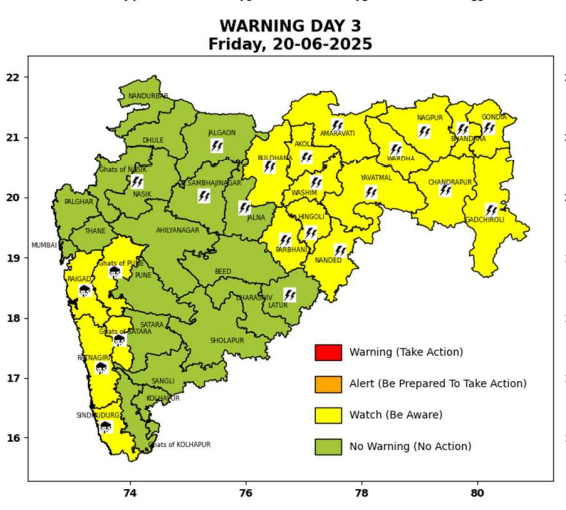 WARNING DAY 3
Friday, 20-06-2025
22
21
20
19
18
17
16
74
76
78
80
NANDURBAR
DHULE
JALGAON
Ghats of NASIK
NASIK
SAMBHAJINAGAR
JALNA
PALGHAR
THANE
AHILYANAGAR
MUMBAI
BULDHANA
AKOLA
AMARAVATI
WASHIM
WARDHA
NAGPUR
BHANDARA
GONDIA
YAVATMAL
CHANDRAPUR
GADCHIROLI
HINGOLI
PARBHANI
NANDED
RAIGAD
Ghats of PUNE
PUNE
BEED
DHARASHIV
LATUR
SATARA
Ghats of SATARA
RATNAGIRI
SHOLAPUR
SANGLI
KOLHAPUR
SINDHUDURG
Ghats of KOLHAPUR
Warning (Take Action)
Alert (Be Prepared To Take Action)
Watch (Be Aware)
No Warning (No Action)